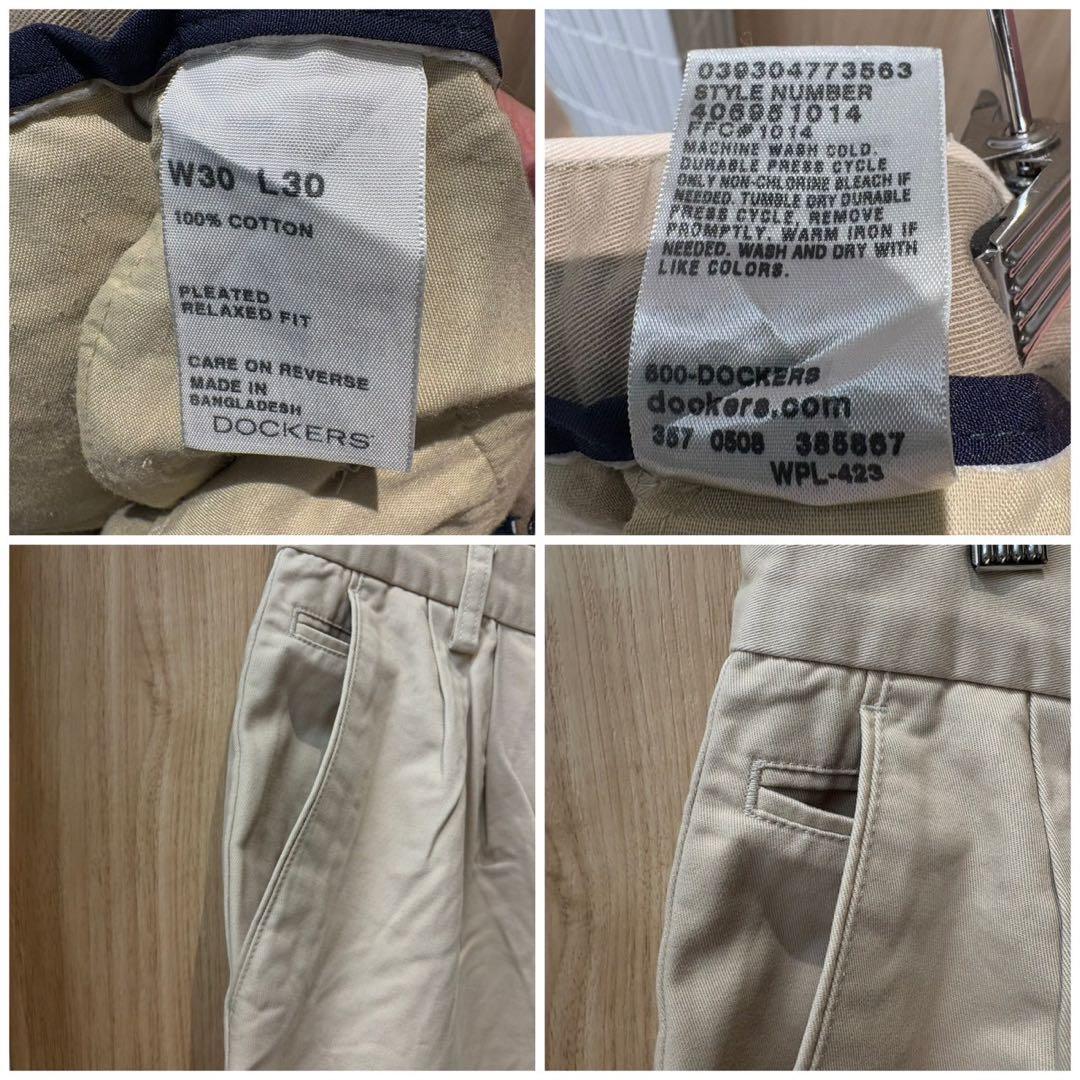 W30 L30
100% COTTON
PLEATED
RELAXED FIT
CARE ON REVERSE
MADE IN
BANGLADESH
DOCKERS
039304773563
STYLE NUMBER
406951014
FFC#1014
MACHINE WASH COLD.
DURABLE PRESS CYCLE
ONLY NON-CHLORINE BLEACH IF
NEEDED. TUMBLE DRY DURABLE
PRESS CYCLE, REMOVE
PROMPTLY, WARM IRON IF
NEEDED. WASH AND DRY WITH
LIKE COLORS.
800-DOCKERS
dockers.com
357 0508 385867
WPL-423